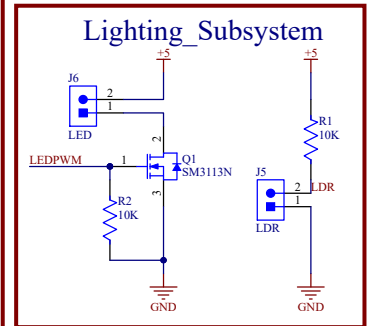 Lighting_Subsystem
+5
+5
J6
2
1
LED
2
R1
10K
LEDPWM
1
Q1
SM3113N
J5
2
LDR
1
3
R2
10K
LDR
GND
GND